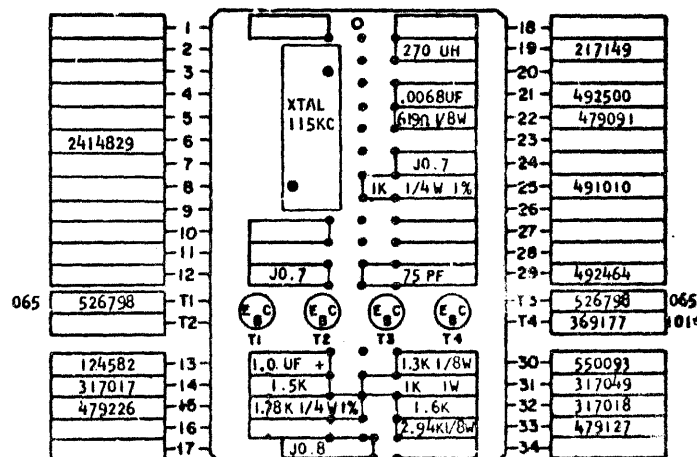 1 18
2 270 UH 19 217149
3 20
4 .0068UF 21 492500
XTAL
5 115KC 619Ω 1/8W 22 479091
2414829 6 23
7 J0.7 24
8 1K 1/4 W 1% 25 491010
9 26
10 27
11 28
12 J0.7 75 PF 29 492464
065 526798 T1 E B C E B C E B C E B C T3 526798 065
T2 T1 T2 T3 T4 T4 369177 101
124582 13 1.0 UF + 1.3K 1/8W 30 550093
317017 14 1.5K 1K 1W 31 317049
479226 15 1.78K 1/4 W 1% 1.6K 32 317018
16 2.94K 1/8W 33 479127
17 J0.8 34